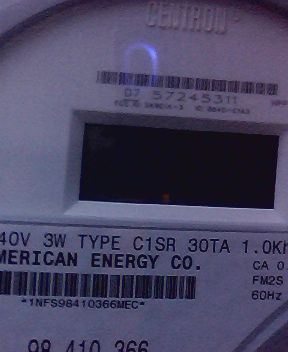 CENTRON
07 57245311
40V 3W TYPE C1SR 30TA 1.0Kh
MERICAN ENERGY CO.
CA 0.
FM2S
60Hz
*1NFS98410366MEC*
98 410 366